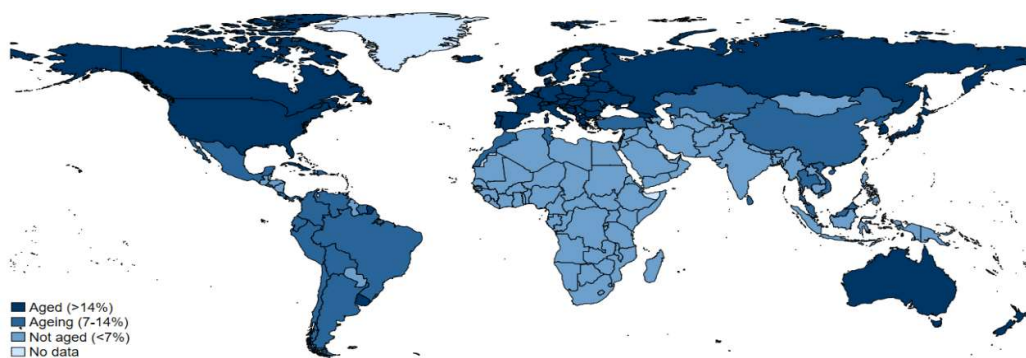 Aged (>14%)
Ageing (7-14%)
Not aged (<7%)
No data